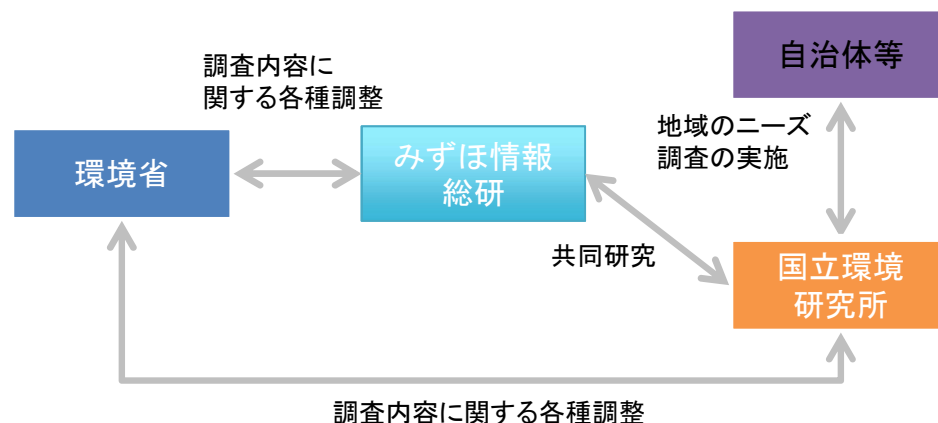 自治体等
調査内容に
関する各種調整
地域のニーズ
調査の実施
環境省
みずほ情報
総研
共同研究
国立環境
研究所
調査内容に関する各種調整